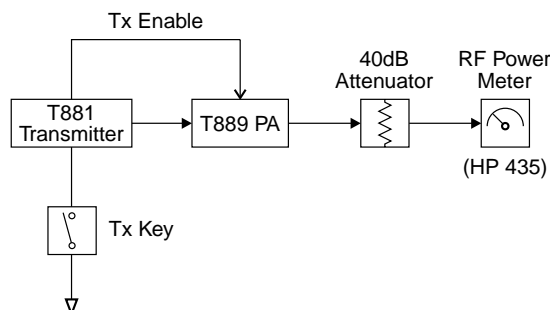 Tx Enable
40dB
Attenuator
RF Power
Meter
T881
Transmitter
T889 PA
(HP 435)
Tx Key